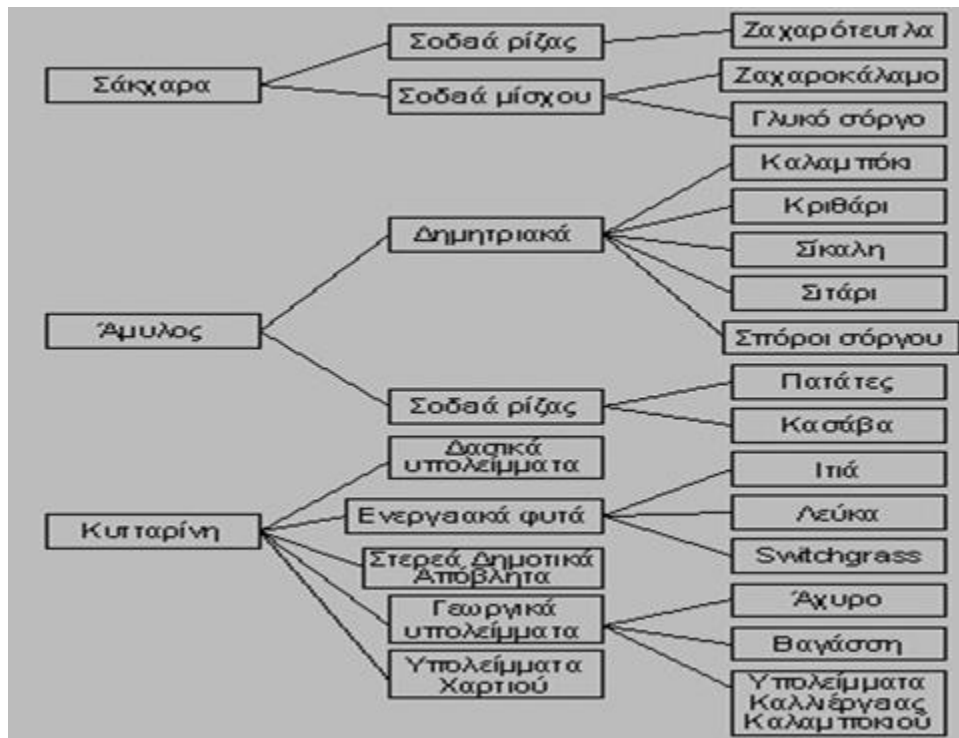 Σάκχαρα
Σοδειά ρίζας
Ζαχαρότευτλα
Σοδειά μίσχου
Ζαχαροκάλαμο
Γλυκό σόργο
Άμυλος
Δημητριακά
Καλαμπόκι
Κριθάρι
Σίκαλη
Σιτάρι
Σπόροι σόργου
Σοδειά ρίζας
Πατάτες
Κασάβα
Κυτταρίνη
Δασικά
υπολείμματα
Ενεργειακά φυτά
Ιτιά
Λεύκα
Switchgrass
Στερεά Δημοτικά
Απόβλητα
Γεωργικά
υπολείμματα
Άχυρο
Βαγάσση
Υπολείμματα
Καλλιέργειας
Καλαμποκιού
Υπολείμματα
Χαρτιού